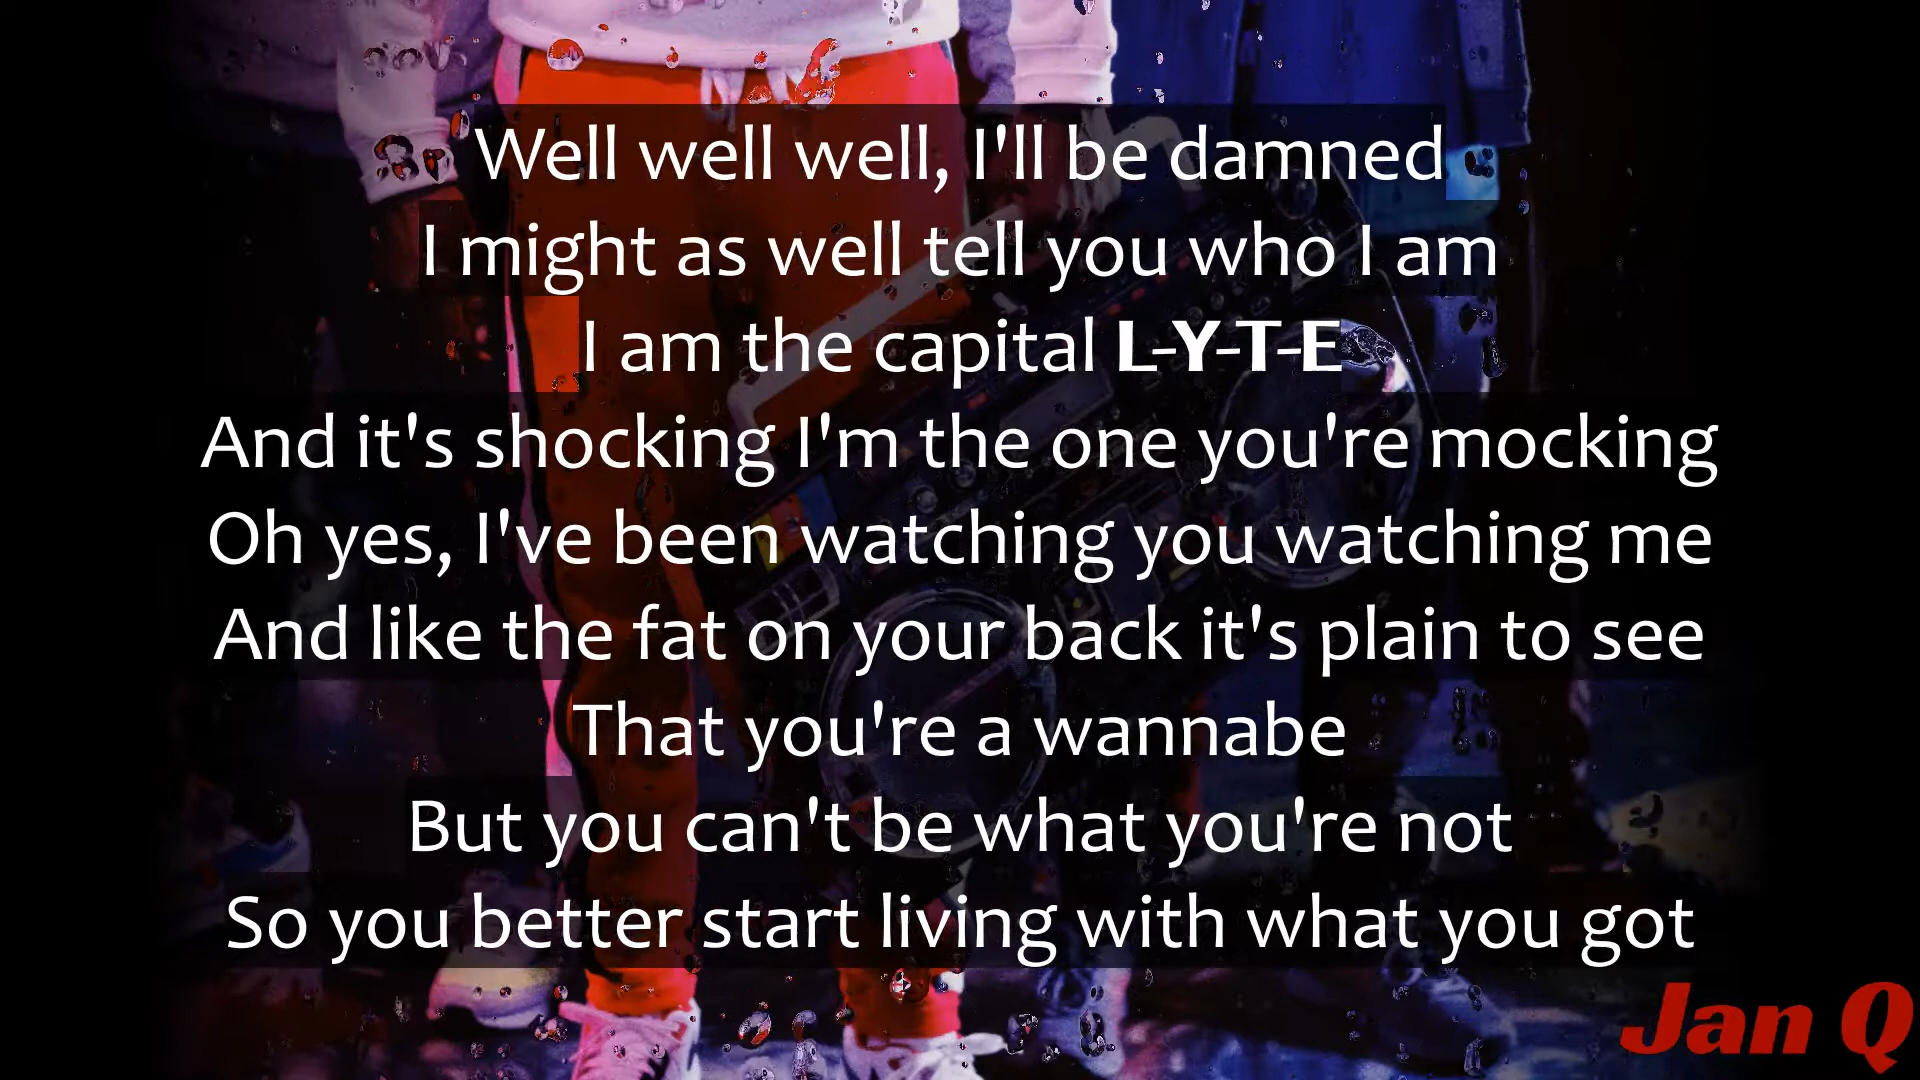 Well well well, I'll be damned
I might as well tell you who I am
I am the capital L-Y-T-E
And it's shocking I'm the one you're mocking
Oh yes, I've been watching you watching me
And like the fat on your back it's plain to see
That you're a wannabe
But you can't be what you're not
So you better start living with what you got
Jan Q